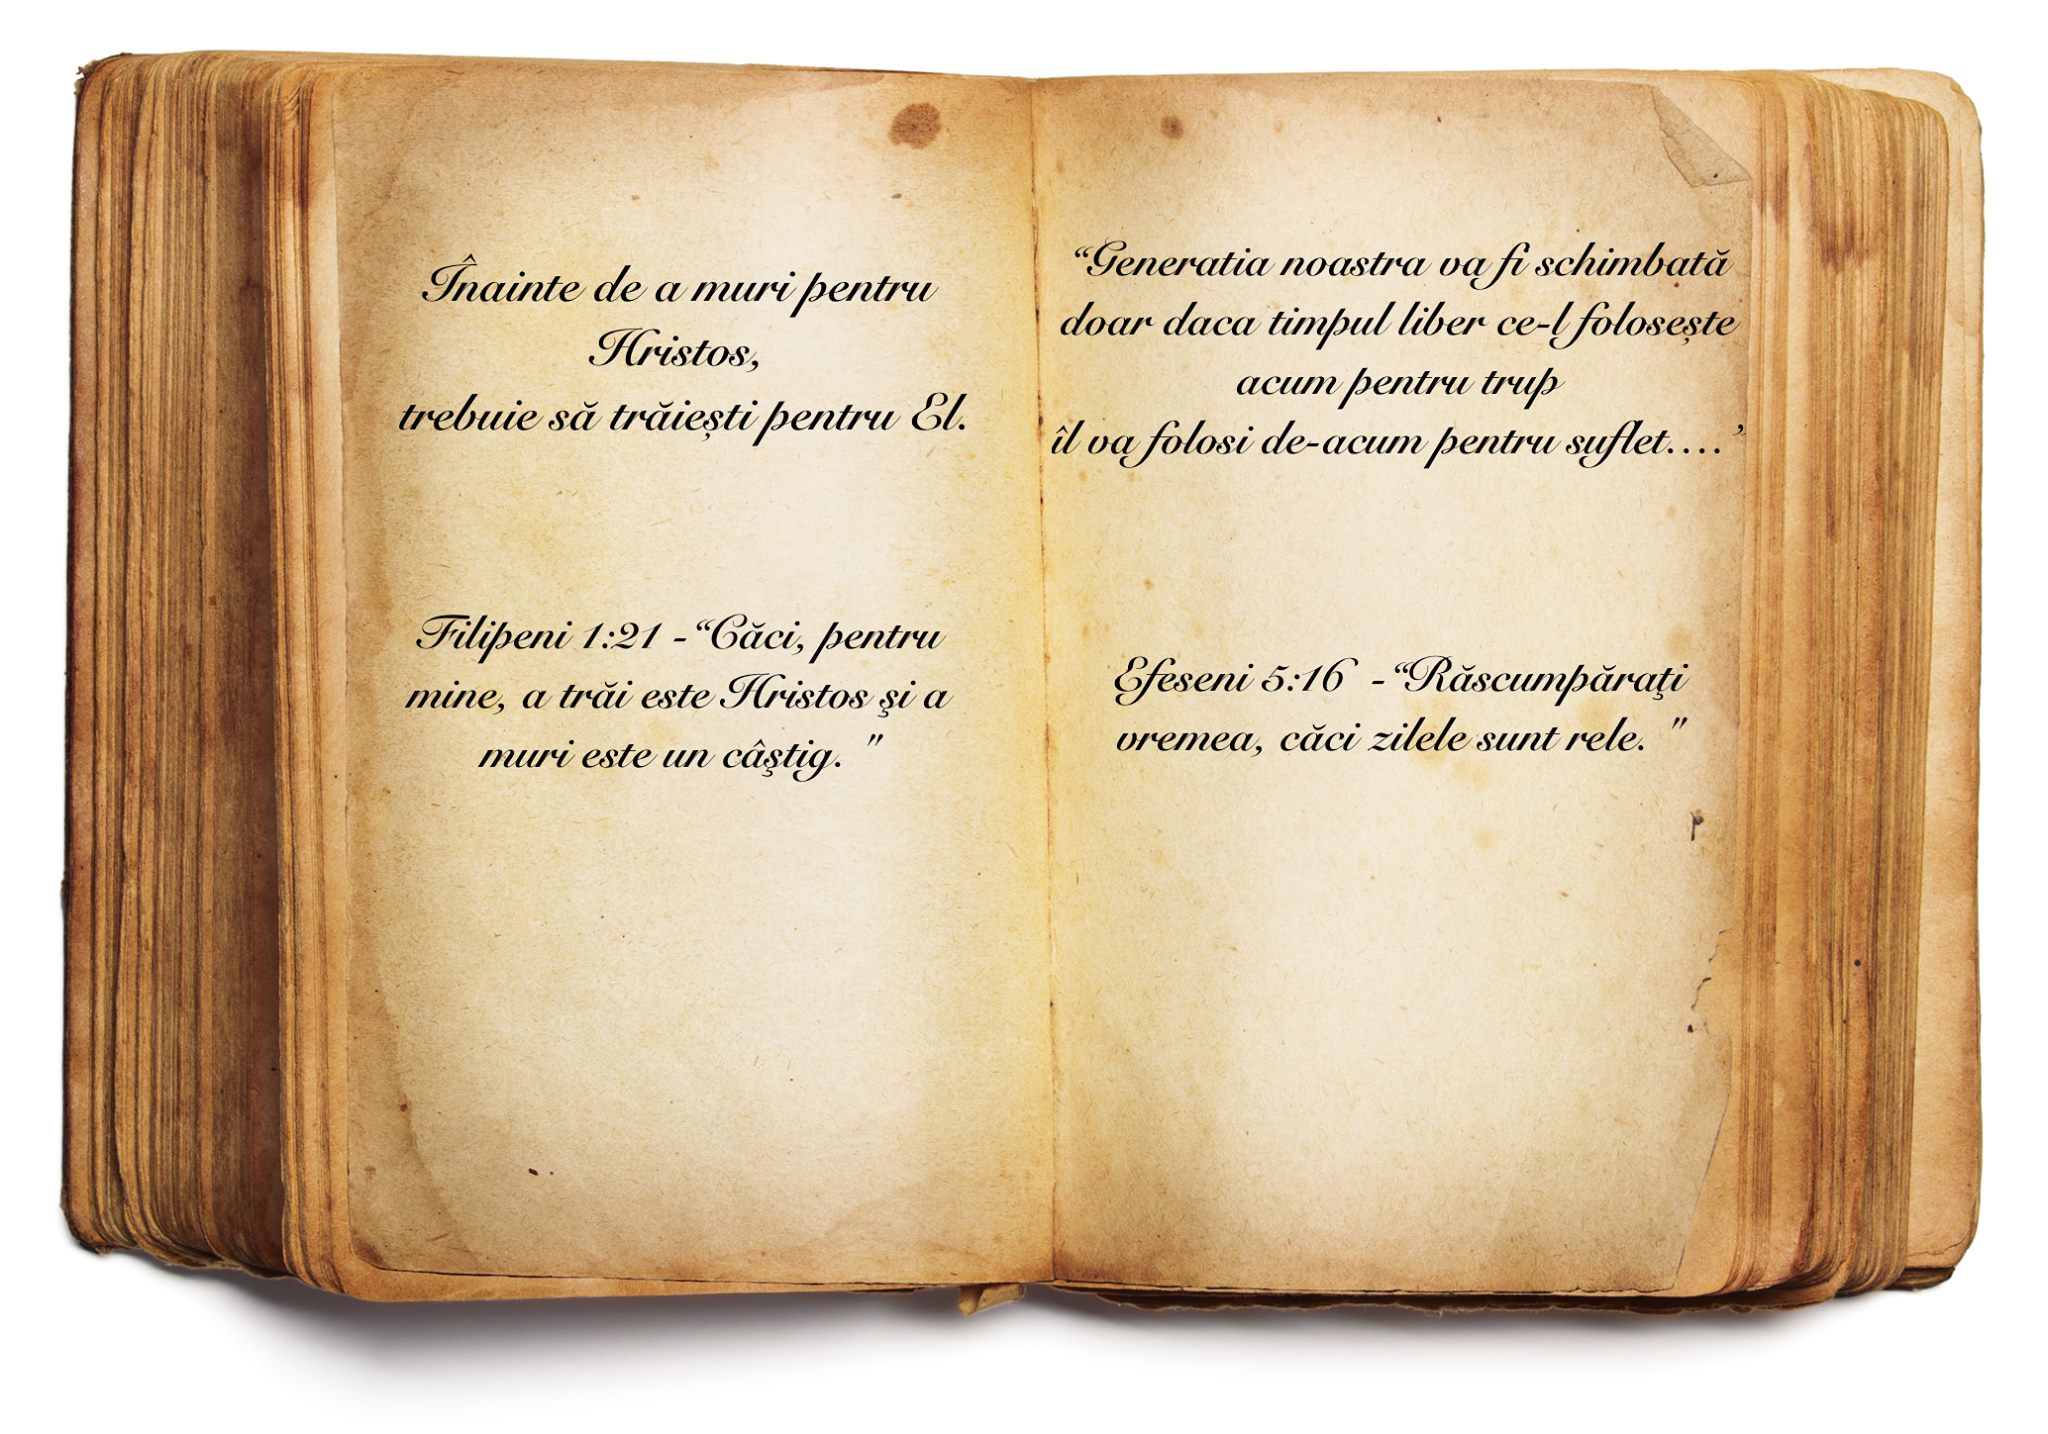 Înainte de a muri pentru
Hristos,
trebuie să trăiești pentru El.
Filipeni 1:21 -“Căci, pentru
mine, a trăi este Hristos şi a
muri este un câştig. "
“Generatia noastra va fi schimbată
doar daca timpul liber ce-l folosește
acum pentru trup
îl va folosi de-acum pentru suflet....”
Efeseni 5:16 -“Răscumpăraţi
vremea, căci zilele sunt rele. "